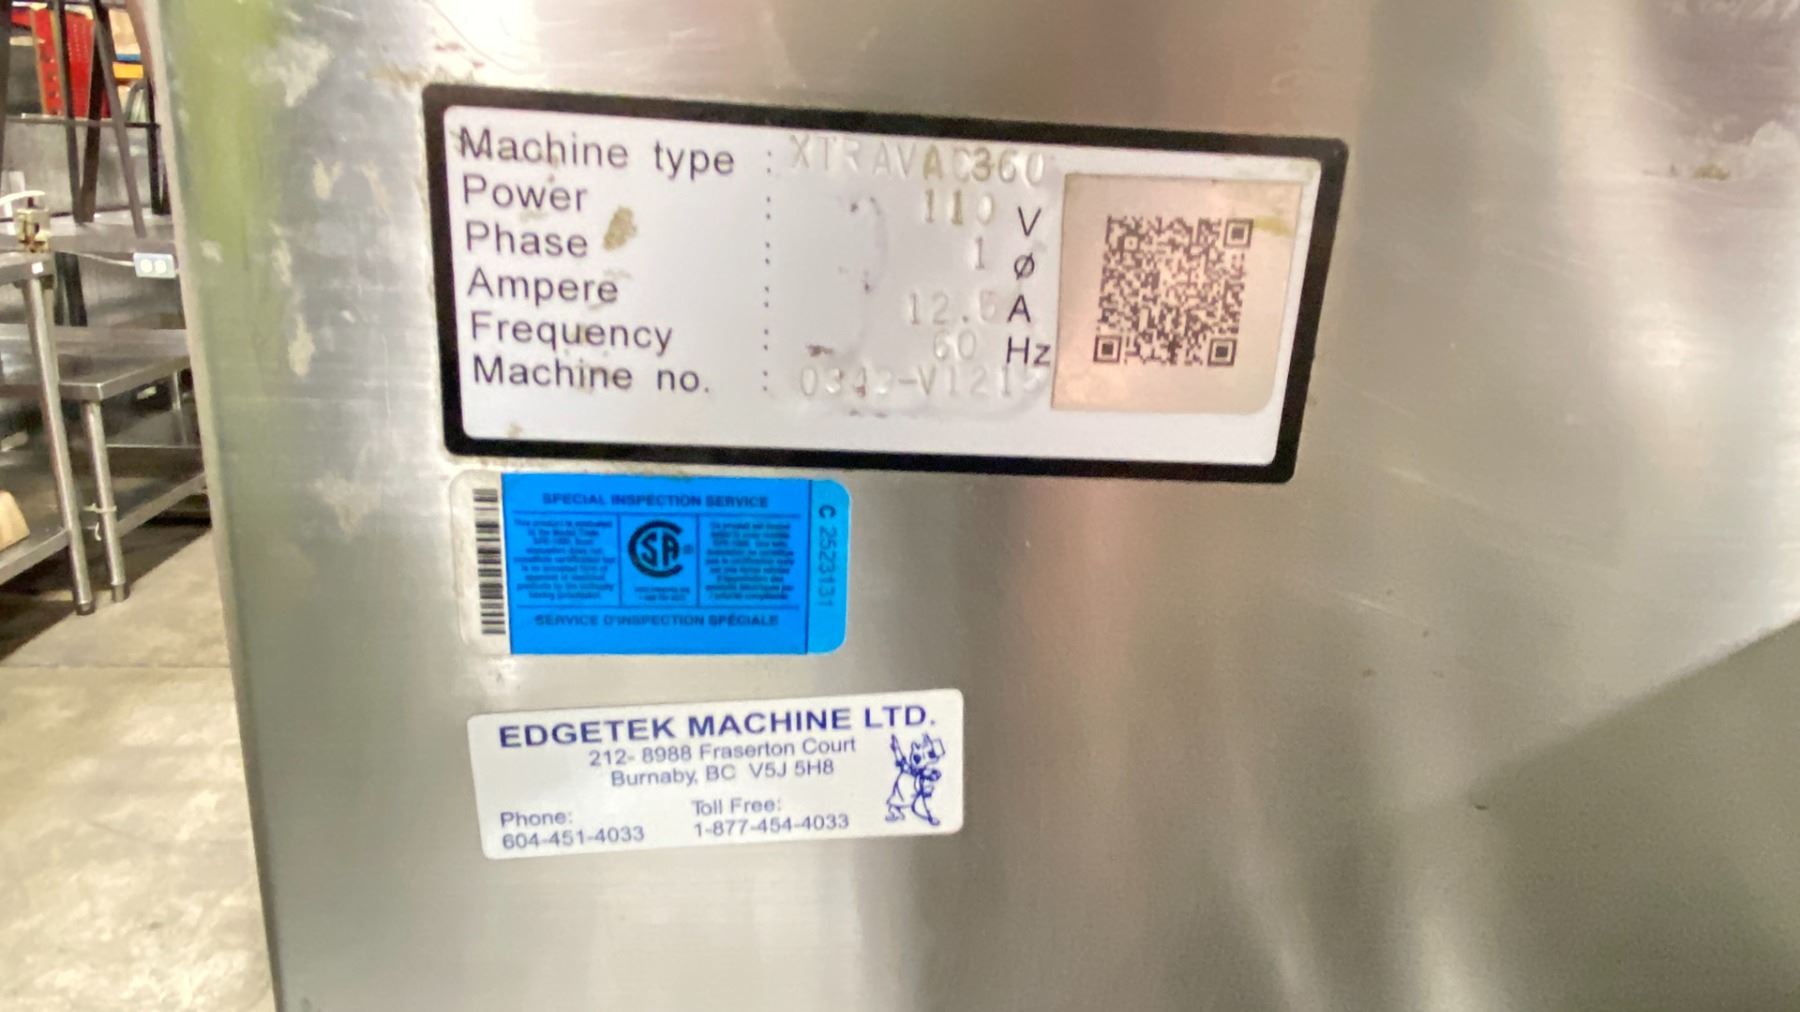 Machine type : XTRAVAC360
Power : 110 V
Phase : 1 Ø
Ampere : 12.5 A
Frequency : 60 Hz
Machine no. :
SPECIAL INSPECTION SERVICE
CSA
C 2523131
SERVICE D'INSPECTION SPÉCIALE
EDGETEK MACHINE LTD.
212- 8988 Fraserton Court
Burnaby, BC V5J 5H8
Phone: Toll Free:
604-451-4033 1-877-454-4033